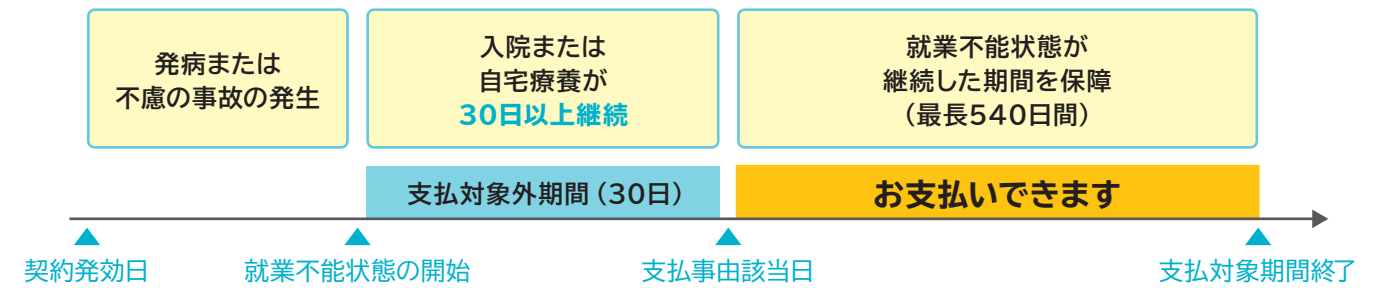 発病または
不慮の事故の発生
入院または
自宅療養が
30日以上継続
就業不能状態が
継続した期間を保障
(最長540日間)
支払対象外期間(30日)
お支払いできます
契約発効日
就業不能状態の開始
支払事由該当日
支払対象期間終了